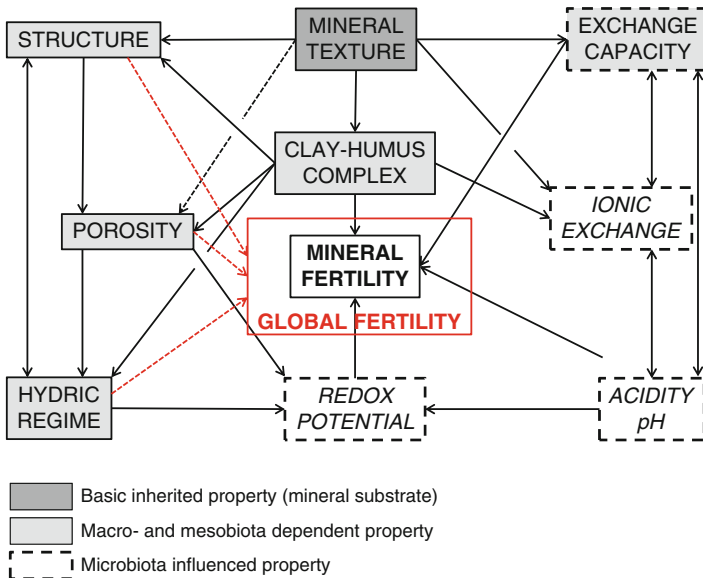 STRUCTURE
MINERAL
TEXTURE
EXCHANGE
CAPACITY
CLAY-HUMUS
COMPLEX
POROSITY
IONIC
EXCHANGE
MINERAL
FERTILITY
GLOBAL FERTILITY
HYDRIC
REGIME
REDOX
POTENTIAL
ACIDITY
pH
Basic inherited property (mineral substrate)
Macro- and mesobiota dependent property
Microbiota influenced property